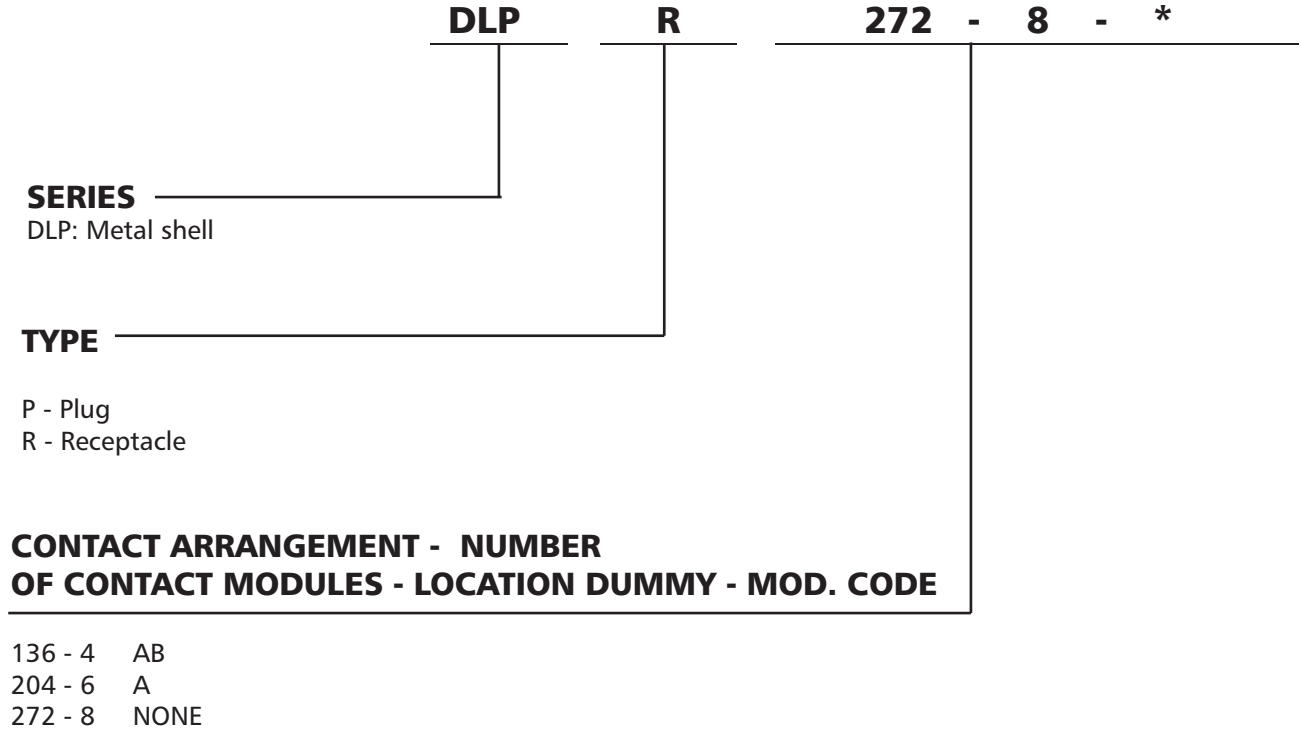 DLP R 272 - 8 - *
SERIES
DLP: Metal shell
TYPE
P - Plug
R - Receptacle
CONTACT ARRANGEMENT - NUMBER
OF CONTACT MODULES - LOCATION DUMMY - MOD. CODE
136 - 4 AB
204 - 6 A
272 - 8 NONE